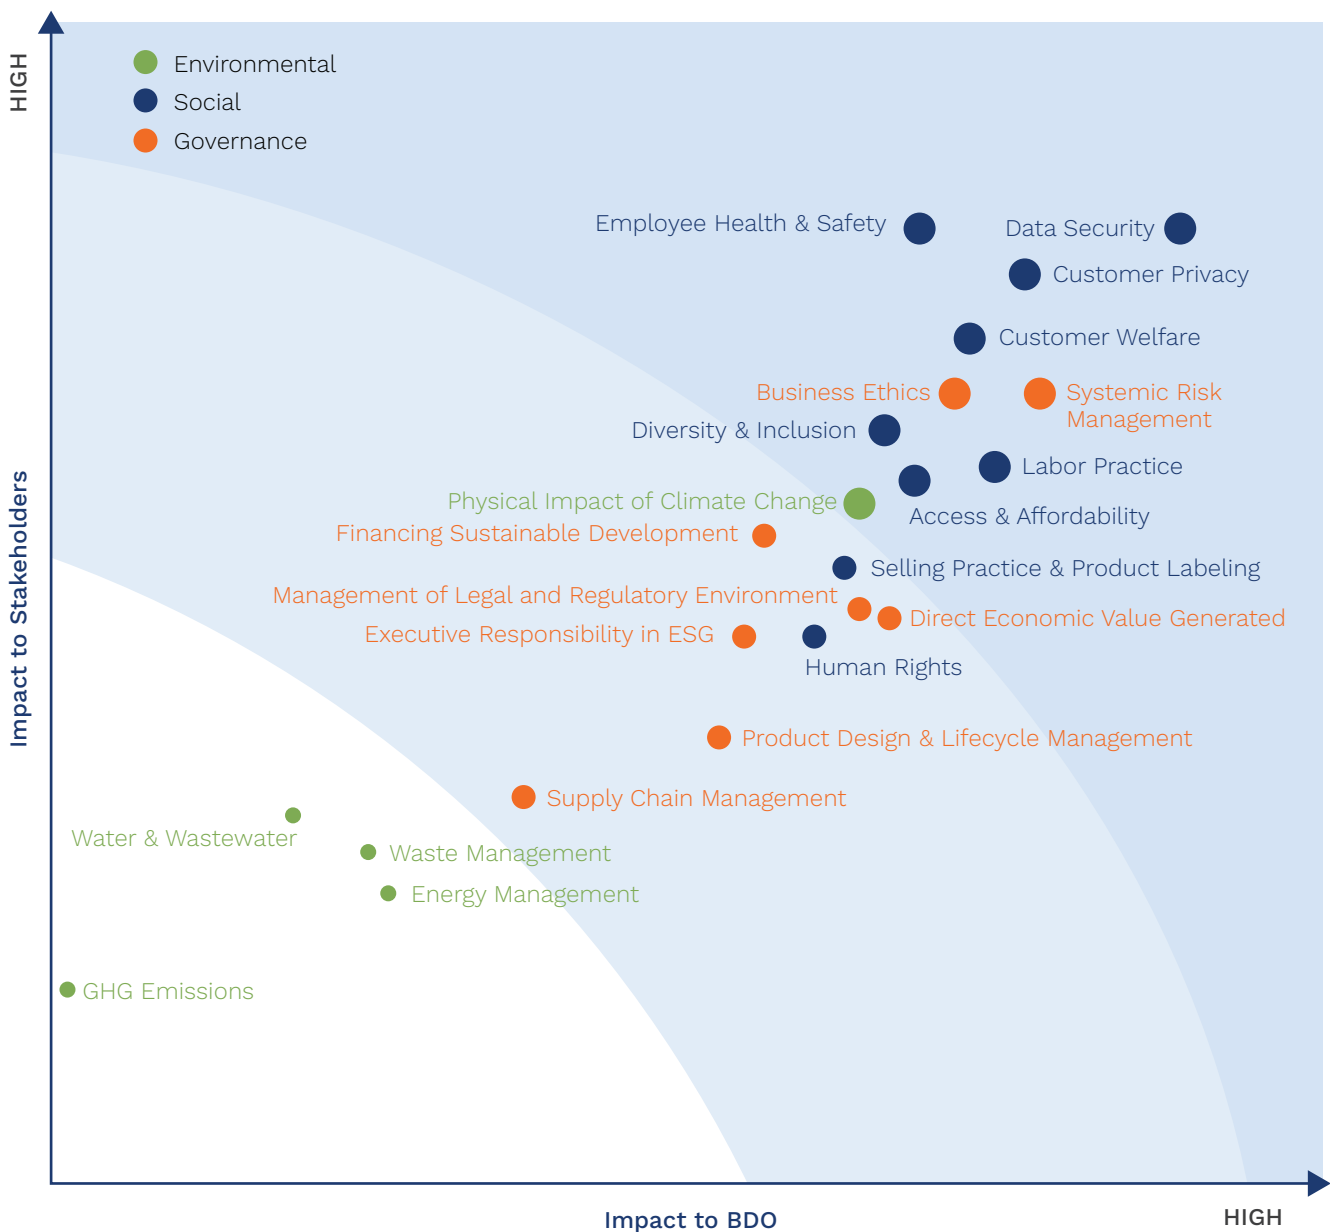 HIGH
Environmental
Social
Governance
Employee Health & Safety
Data Security
Customer Privacy
Customer Welfare
Business Ethics
Systemic Risk
Management
Diversity & Inclusion
Labor Practice
Physical Impact of Climate Change
Access & Affordability
Financing Sustainable Development
Selling Practice & Product Labeling
Management of Legal and Regulatory Environment
Direct Economic Value Generated
Executive Responsibility in ESG
Human Rights
Product Design & Lifecycle Management
Supply Chain Management
Water & Wastewater
Waste Management
Energy Management
GHG Emissions
Impact to Stakeholders
Impact to BDO
HIGH